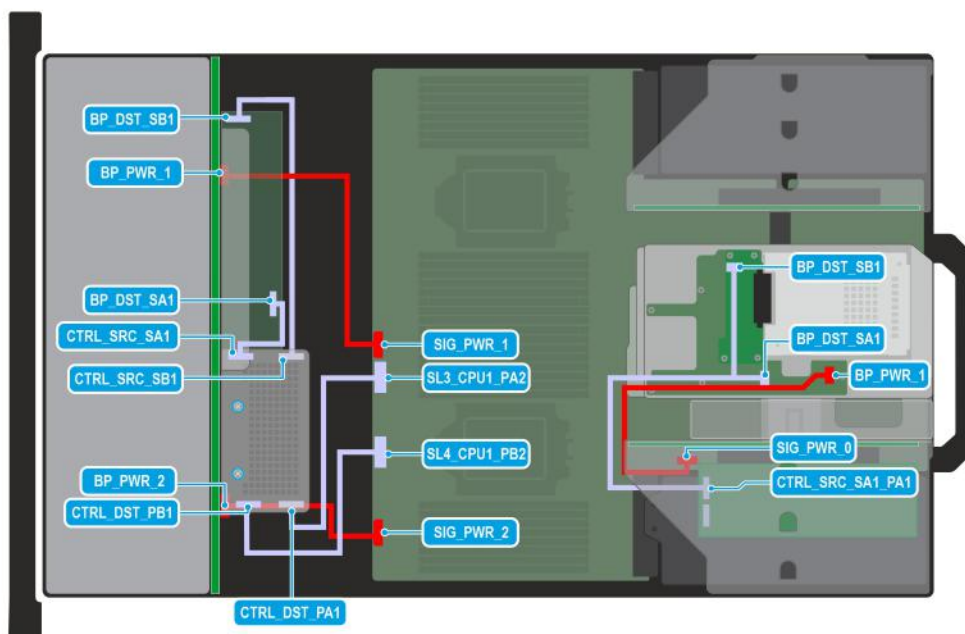 BP_DST_SB1
BP_PWR_1
BP_DST_SA1
CTRL_SRC_SA1
CTRL_SRC_SB1
BP_PWR_2
CTRL_DST_PB1
CTRL_DST_PA1
SIG_PWR_1
SL3_CPU1_PA2
SL4_CPU1_PB2
SIG_PWR_2
BP_DST_SB1
BP_DST_SA1
BP_PWR_1
SIG_PWR_0
CTRL_SRC_SA1_PA1